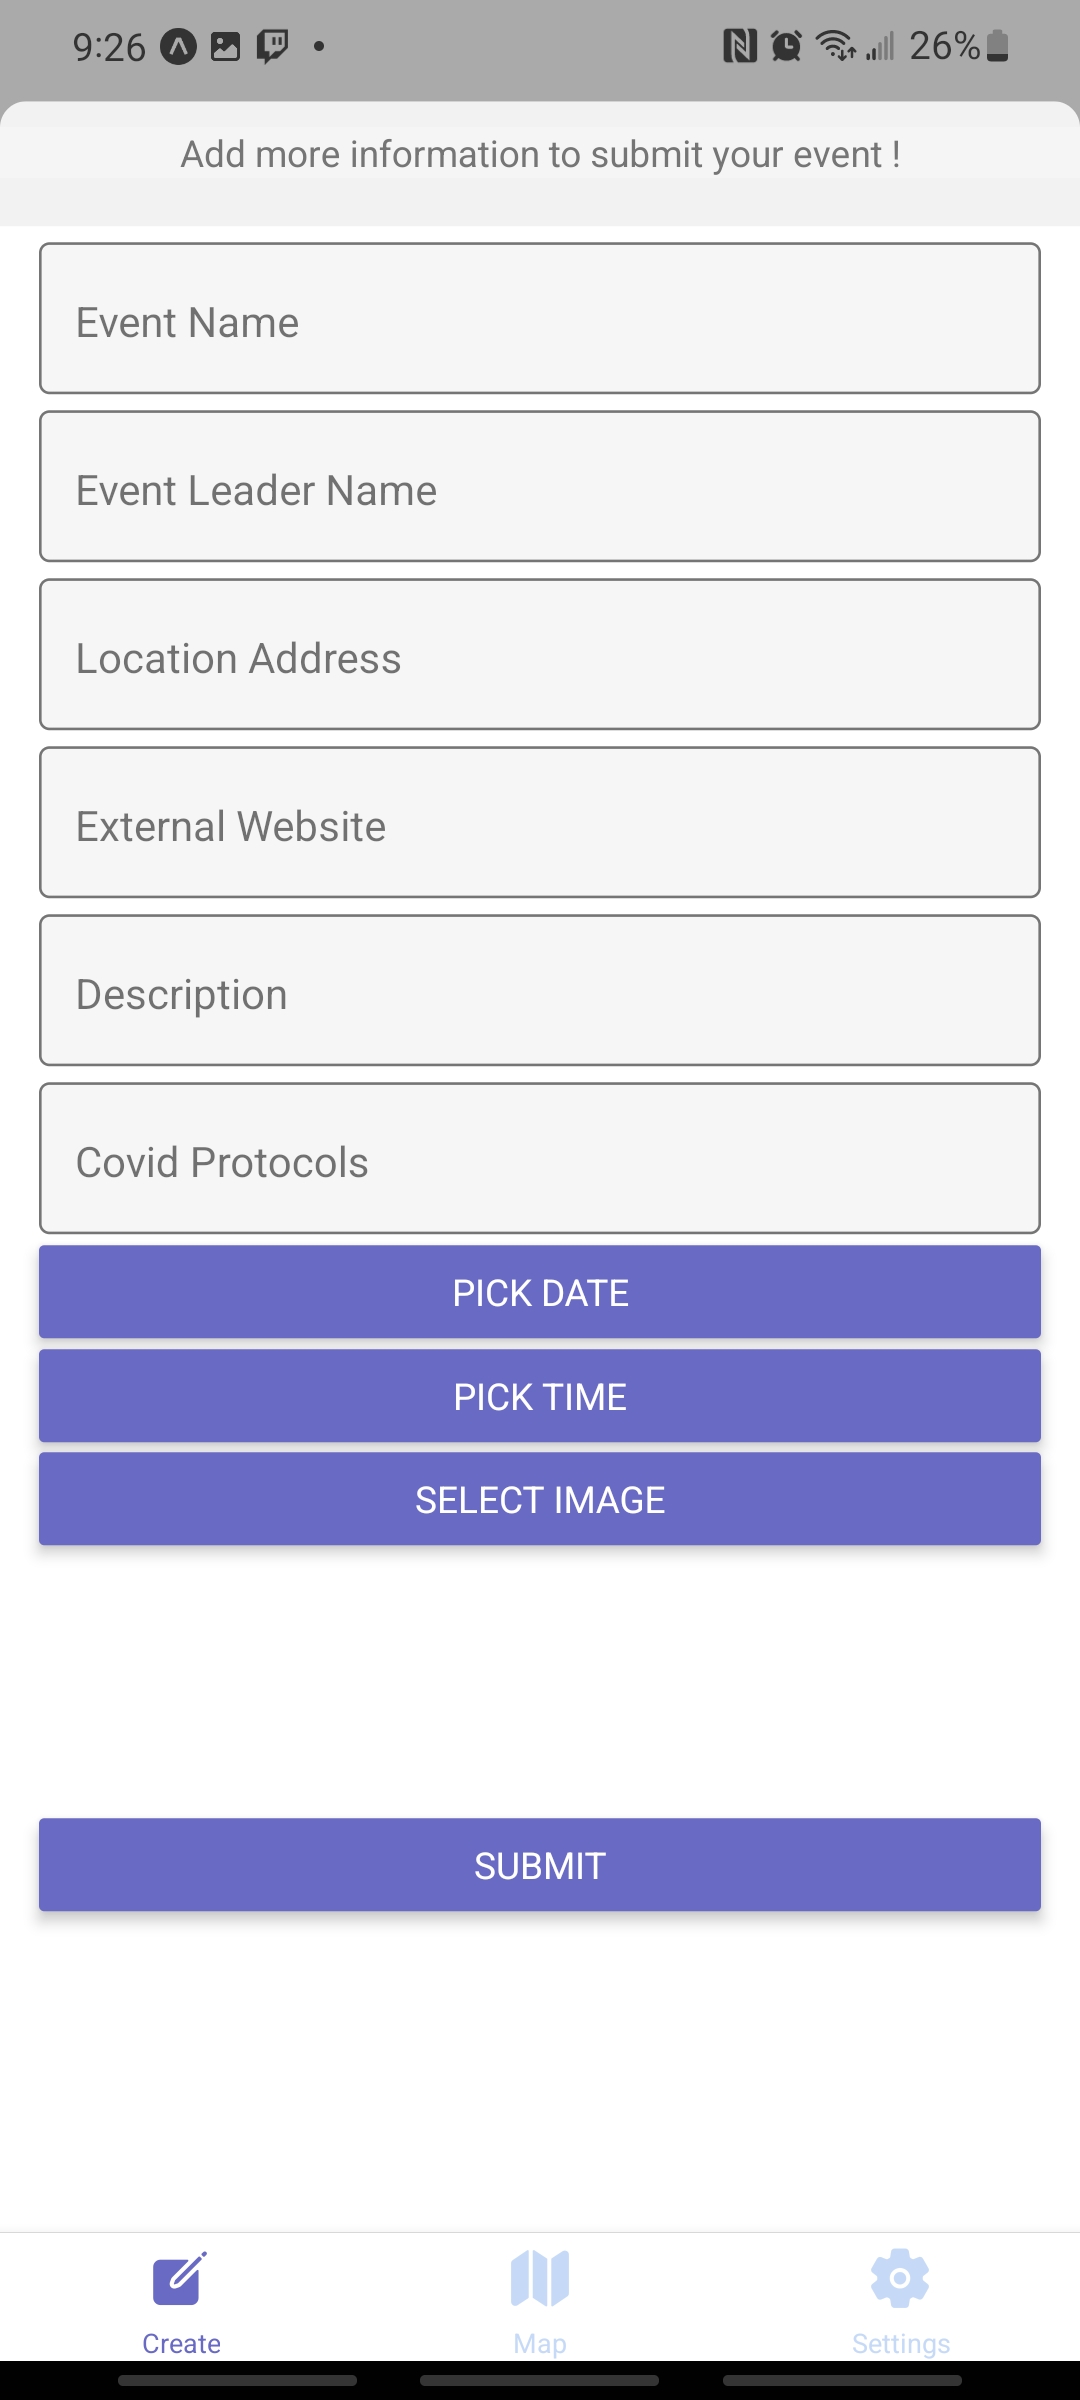 9:26
26%
Add more information to submit your event !
Event Name
Event Leader Name
Location Address
External Website
Description
Covid Protocols
PICK DATE
PICK TIME
SELECT IMAGE
SUBMIT
Create
Map
Settings